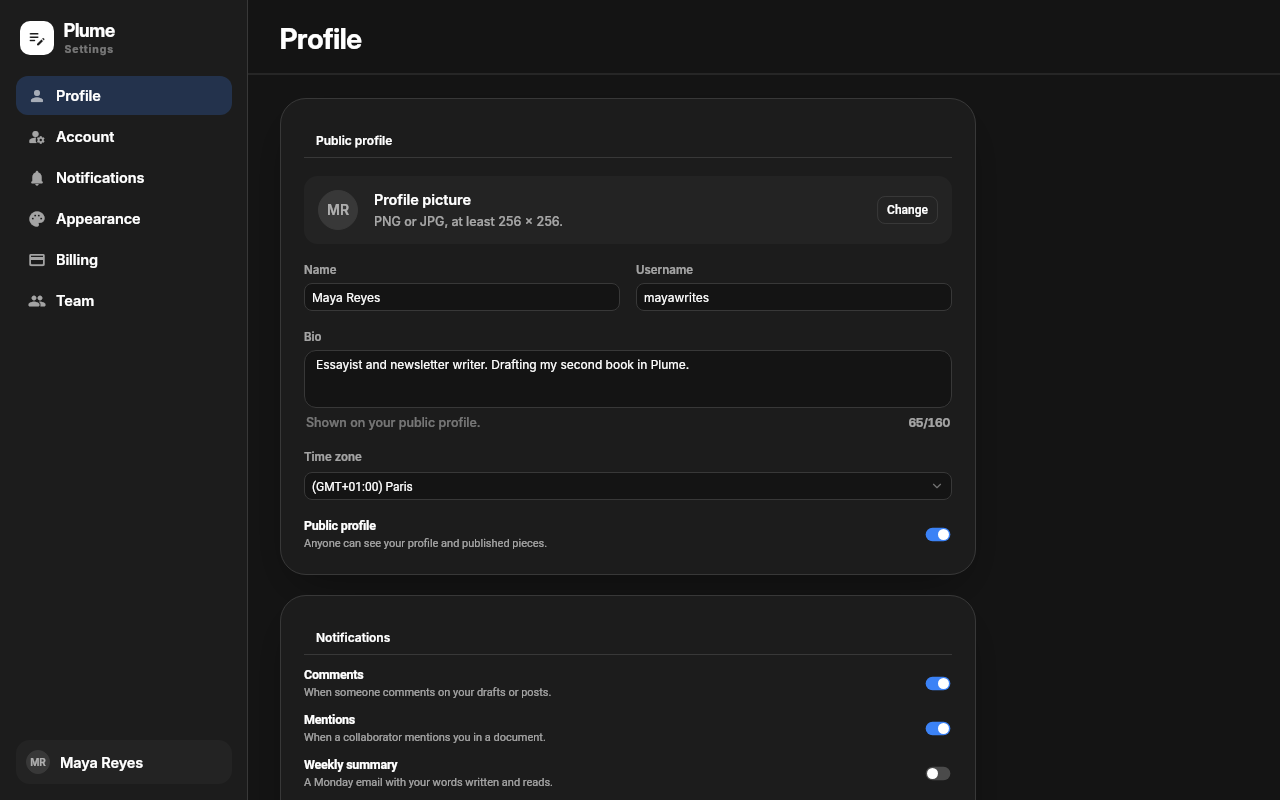 Plume
Settings
Profile
Account
Notifications
Appearance
Billing
Team
MR
Maya Reyes
Profile
Public profile
MR
Profile picture
PNG or JPG, at least 256 × 256.
Change
Name
Username
Maya Reyes
mayawrites
Bio
Essayist and newsletter writer. Drafting my second book in Plume.
Shown on your public profile.
65/160
Time zone
(GMT+01:00) Paris
Public profile
Anyone can see your profile and published pieces.
Notifications
Comments
When someone comments on your drafts or posts.
Mentions
When a collaborator mentions you in a document.
Weekly summary
A Monday email with your words written and reads.